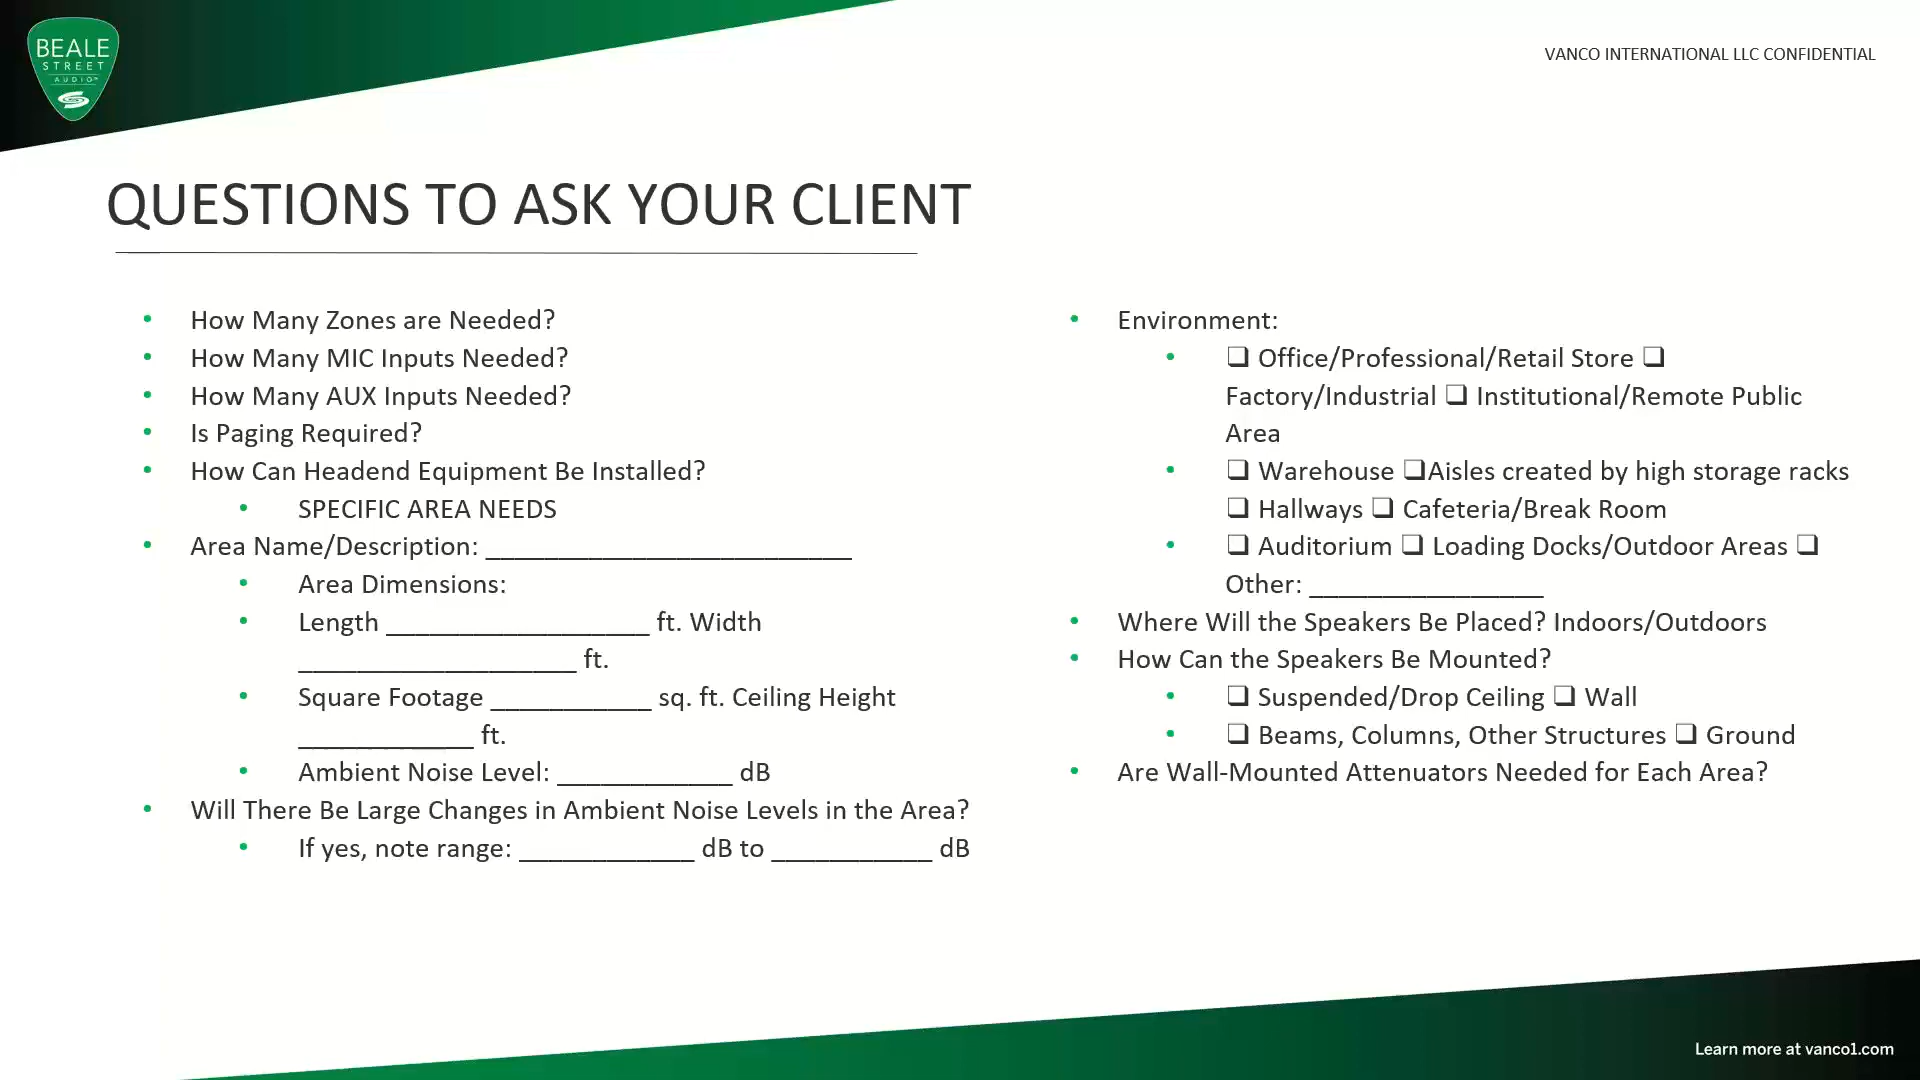 BEALE
STREET
AUDIO™
VANCO INTERNATIONAL LLC CONFIDENTIAL
QUESTIONS TO ASK YOUR CLIENT
• How Many Zones are Needed?
• How Many MIC Inputs Needed?
• How Many AUX Inputs Needed?
• Is Paging Required?
• How Can Headend Equipment Be Installed?
• SPECIFIC AREA NEEDS
• Area Name/Description: _________________________
• Area Dimensions:
• Length __________________ ft. Width
___________________ ft.
• Square Footage ___________ sq. ft. Ceiling Height
____________ ft.
• Ambient Noise Level: ____________ dB
• Will There Be Large Changes in Ambient Noise Levels in the Area?
• If yes, note range: ____________ dB to ___________ dB
• Environment:
• ❑ Office/Professional/Retail Store ❑
Factory/Industrial ❑ Institutional/Remote Public
Area
• ❑ Warehouse ❑Aisles created by high storage racks
❑ Hallways ❑ Cafeteria/Break Room
• ❑ Auditorium ❑ Loading Docks/Outdoor Areas ❑
Other: ________________
• Where Will the Speakers Be Placed? Indoors/Outdoors
• How Can the Speakers Be Mounted?
• ❑ Suspended/Drop Ceiling ❑ Wall
• ❑ Beams, Columns, Other Structures ❑ Ground
• Are Wall-Mounted Attenuators Needed for Each Area?
Learn more at vanco1.com